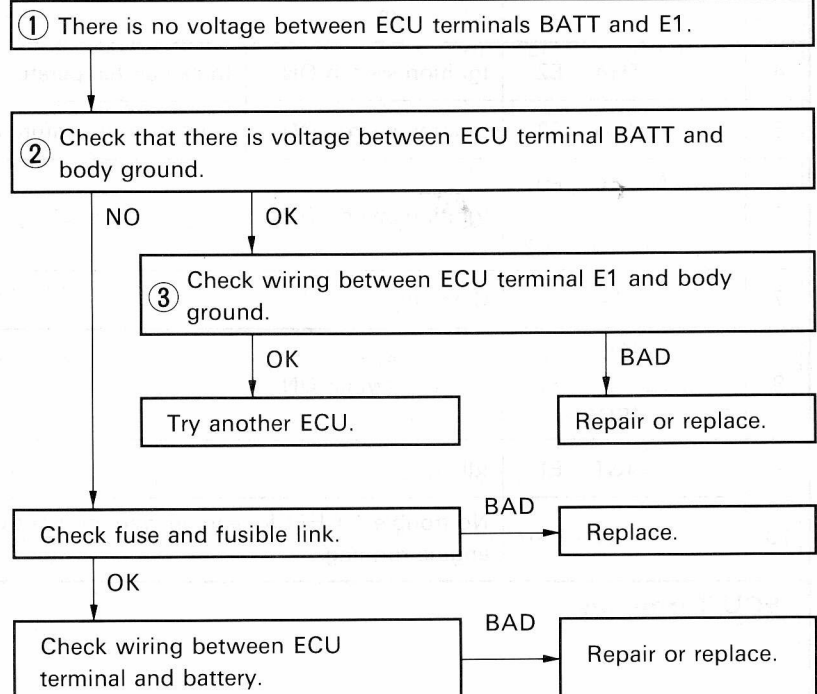 ① There is no voltage between ECU terminals BATT and E1.
② Check that there is voltage between ECU terminal BATT and
body ground.
NO
OK
③ Check wiring between ECU terminal E1 and body
ground.
OK
BAD
Try another ECU.
Repair or replace.
Check fuse and fusible link.
BAD
Replace.
OK
Check wiring between ECU
terminal and battery.
BAD
Repair or replace.